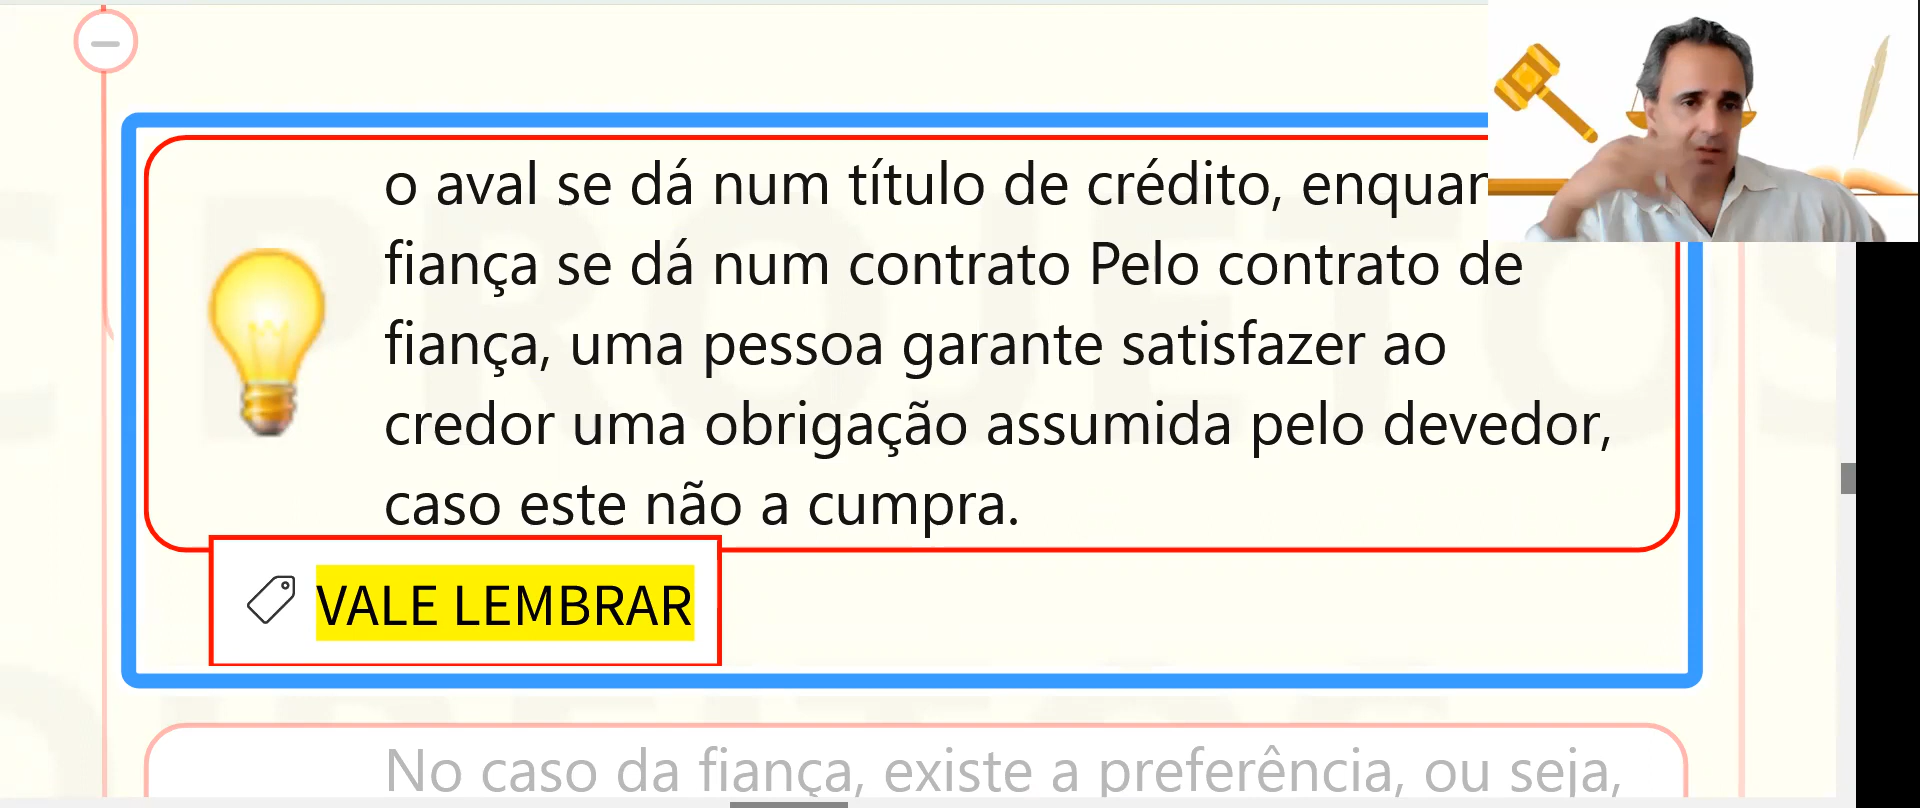 o aval se dá num título de crédito,
fiança se dá num contrato Pelo contrato de
fiança, uma pessoa garante satisfazer ao
credor uma obrigação assumida pelo devedor,
caso este não a cumpra.
VALE LEMBRAR
No caso da fiança, existe a preferência, ou seja,